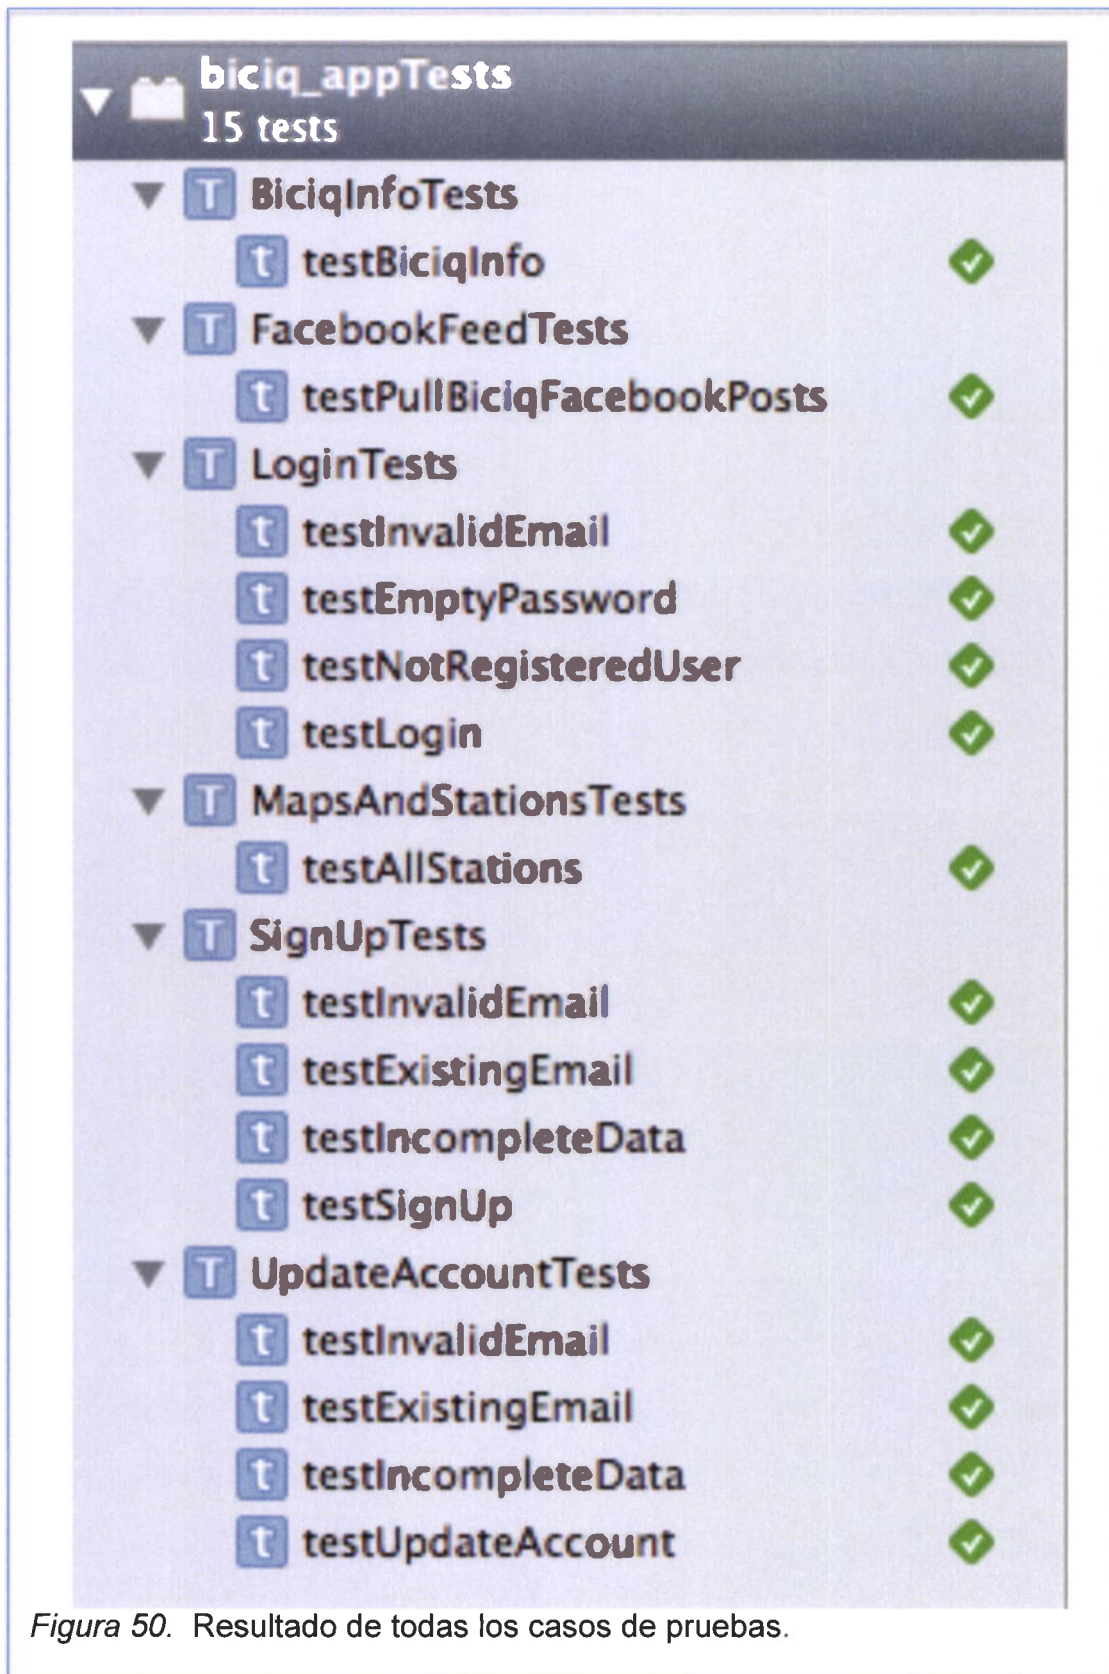 biciq_appTests
15 tests
T BiciqInfoTests
t testBiciqInfo
T FacebookFeedTests
t testPullBiciqFacebookPosts
T LoginTests
t testInvalidEmail
t testEmptyPassword
t testNotRegisteredUser
t testLogin
T MapsAndStationsTests
t testAllStations
T SignUpTests
t testInvalidEmail
t testExistingEmail
t testIncompleteData
t testSignUp
T UpdateAccountTests
t testInvalidEmail
t testExistingEmail
t testIncompleteData
t testUpdateAccount
Figura 50. Resultado de todas los casos de pruebas.